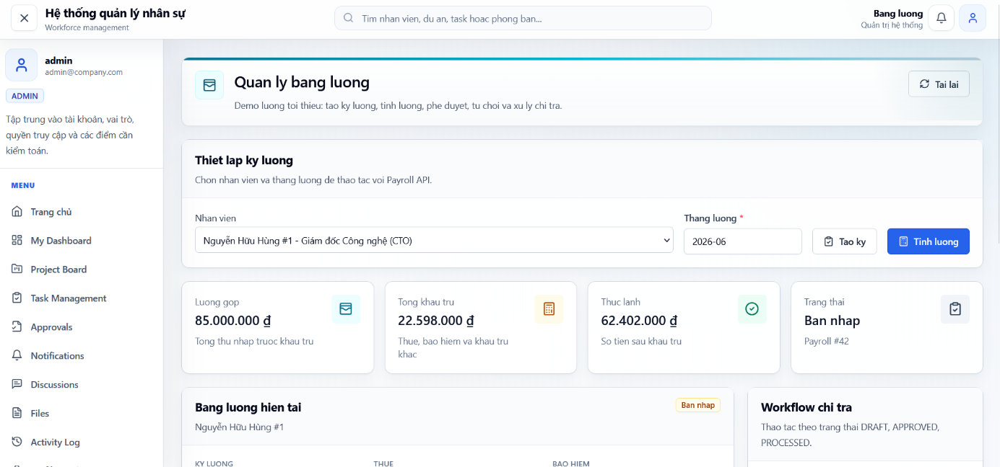 Hệ thống quản lý nhân sự
Workforce management
Tim nhan vien, du an, task hoac phong ban...
Bang luong
Quản trị hệ thống
admin
admin@company.com
ADMIN
Tập trung vào tài khoản, vai trò,
quyền truy cập và các điểm cần
kiểm toán.
MENU
Trang chủ
My Dashboard
Project Board
Task Management
Approvals
Notifications
Discussions
Files
Activity Log
Quan ly bang luong
Demo luong toi thieu: tao ky luong, tinh luong, phe duyet, tu choi va xu ly chi tra.
Tai lai
Thiet lap ky luong
Chon nhan vien va thang luong de thao tac voi Payroll API.
Nhan vien
Nguyễn Hữu Hùng #1 - Giám đốc Công nghệ (CTO)
Thang luong *
2026-06
Tao ky
Tinh luong
Luong gop
85.000.000 ₫
Tong thu nhap truoc khau tru
Tong khau tru
22.598.000 ₫
Thue, bao hiem va khau tru
khac
Thuc lanh
62.402.000 ₫
So tien sau khau tru
Trang thai
Ban nhap
Payroll #42
Bang luong hien tai
Nguyễn Hữu Hùng #1
Ban nhap
KY LUONG
THUE
BAO HIEM
Workflow chi tra
Thao tac theo trang thai DRAFT, APPROVED,
PROCESSED.